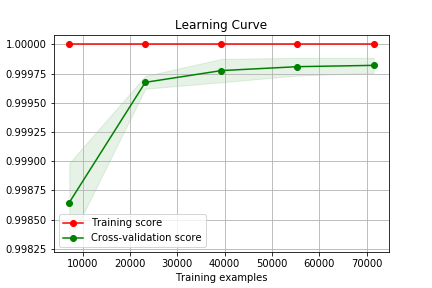 Learning Curve
1.00000
0.99975
0.99950
0.99925
0.99900
0.99875
0.99850
0.99825
Training score
Cross-validation score
10000 20000 30000 40000 50000 60000 70000
Training examples